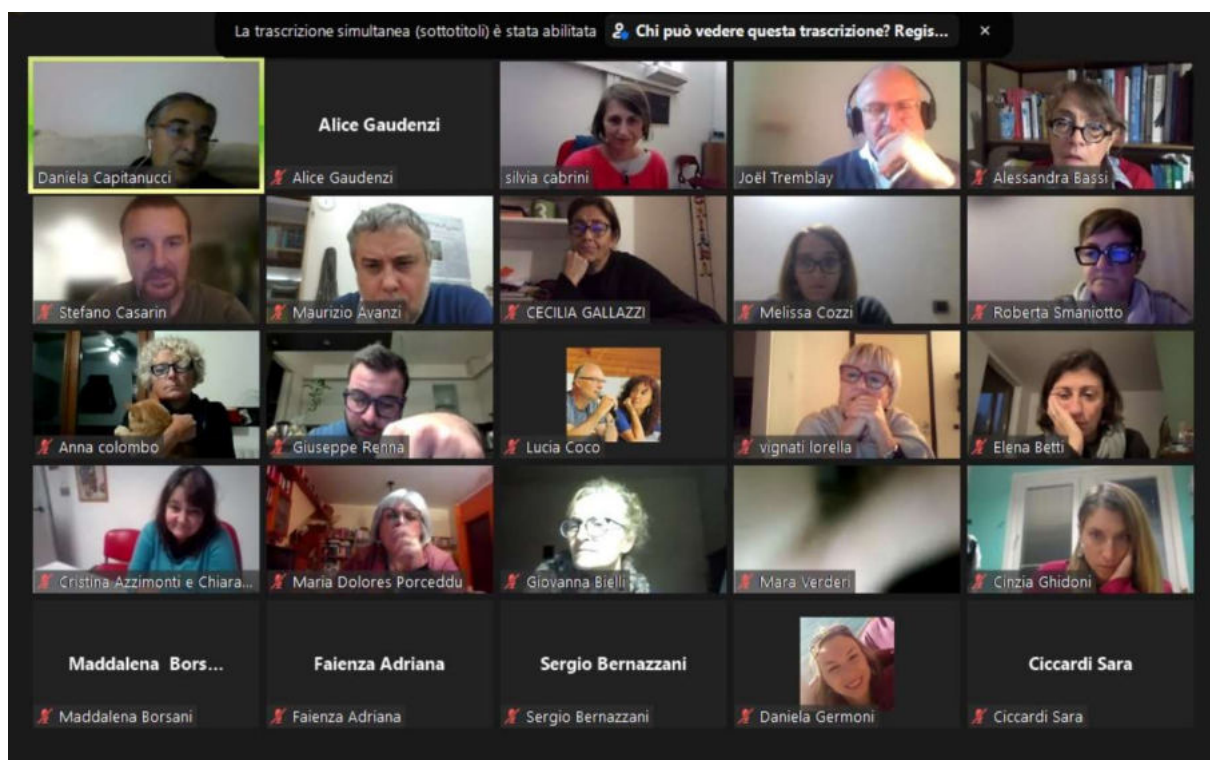 La trascrizione simultanea (sottotitoli) è stata abilitata Chi può vedere questa trascrizione? Regis...
Daniela Capitanucci
Alice Gaudenzi
Alice Gaudenzi
silvia cabrini
Joël Tremblay
Alessandra Bassi
Stefano Casarin
Maurizio Avanzi
CECILIA GALLAZZI
Melissa Cozzi
Roberta Smaniotto
Anna colombo
Giuseppe Renna
Lucia Coco
vignati lorella
Elena Betti
Cristina Azzimonti e Chiara...
Maria Dolores Porceddu
Giovanna Bielli
Mara Verderi
Cinzia Ghidoni
Maddalena Bors...
Maddalena Borsani
Faienza Adriana
Faienza Adriana
Sergio Bernazzani
Sergio Bernazzani
Daniela Germoni
Ciccardi Sara
Ciccardi Sara